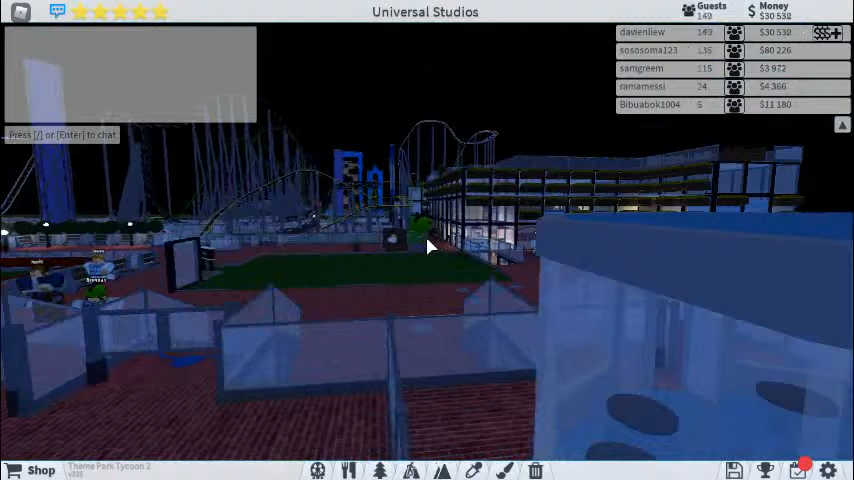 Universal Studios
Guests
149
Money
$30 532
davienliew 149 $30 532
sososoma123 135 $80 226
samgreem 115 $3 972
ramamessi 24 $4 366
Bibuabok1004 5 $11 180
Press [/] or [Enter] to chat
Shop
Theme Park Tycoon 2